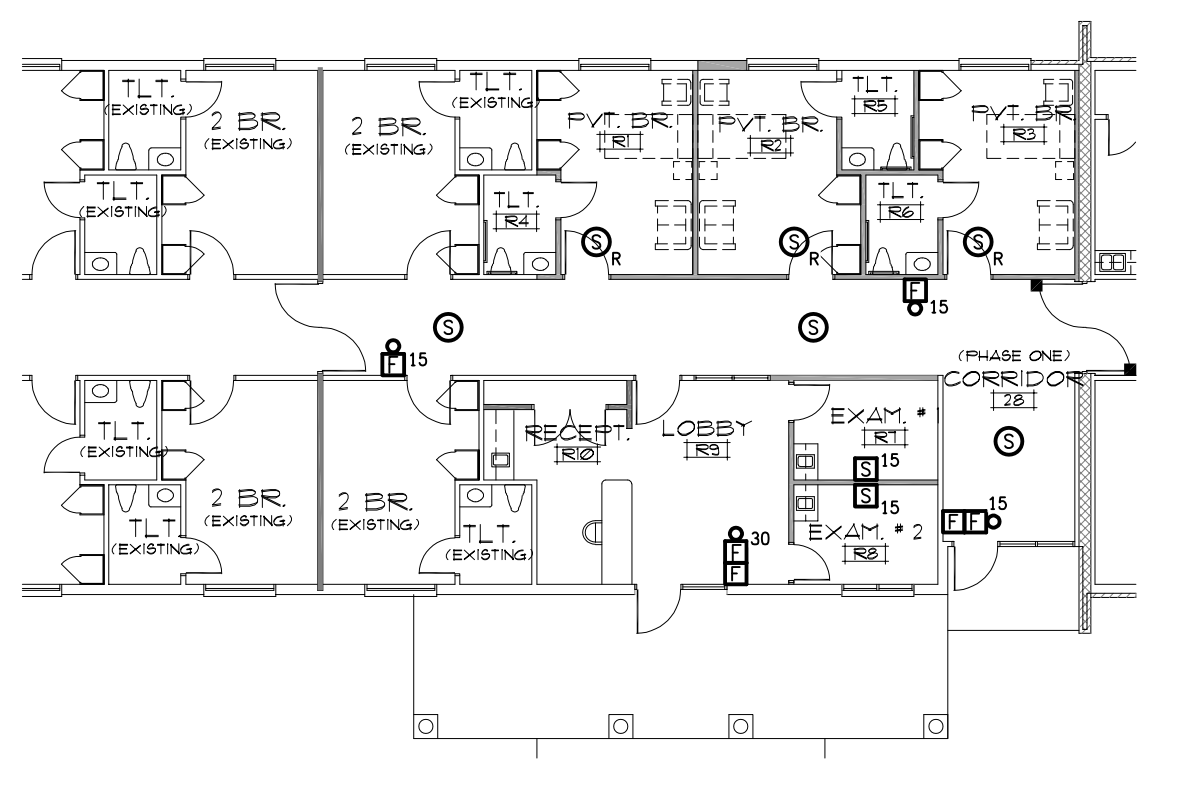 TLT.
(EXISTING)
2 BR.
(EXISTING)
2 BR.
(EXISTING)
TLT.
(EXISTING)
PVT. BR.
R1
PVT. BR.
R2
TLT.
R5
PVT. BR.
R3
TLT.
(EXISTING)
TLT.
R4
TLT.
R6
S
R
S
R
S
R
F
15
S
S
F
15
(PHASE ONE)
CORRIDOR
28
TLT.
(EXISTING)
RECEPT.
R10
LOBBY
R9
EXAM. # 1
R7
S
S
15
S
15
2 BR.
(EXISTING)
2 BR.
(EXISTING)
TLT.
(EXISTING)
TLT.
(EXISTING)
F
F
30
EXAM. # 2
R8
F F
15